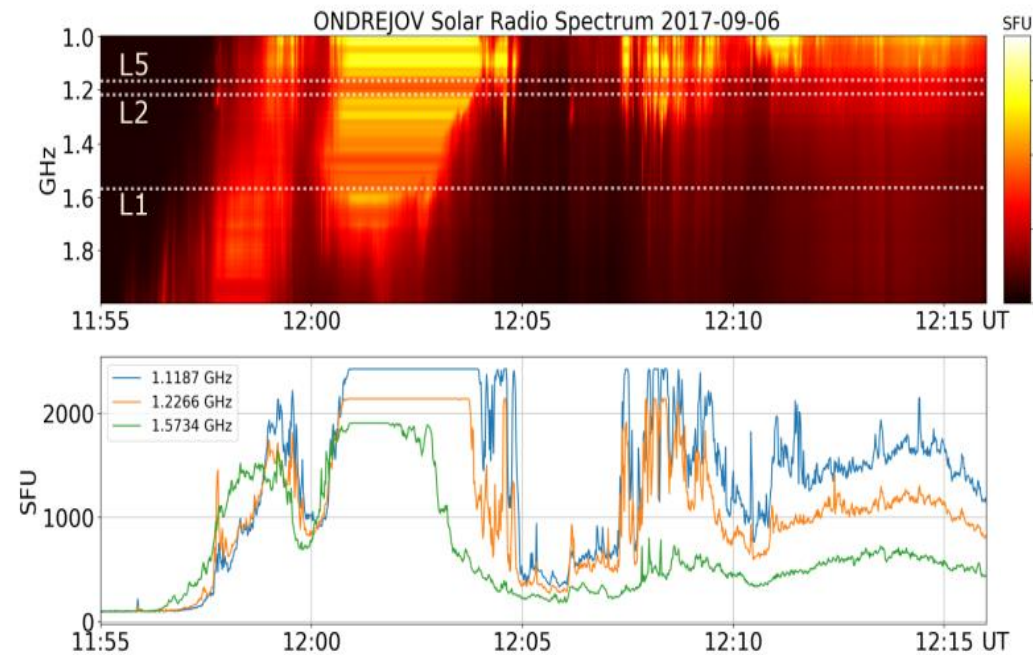 ONDREJOV Solar Radio Spectrum 2017-09-06
SFU
1.0
L5
1.2
L2
1.4
GHz
1.6
L1
1.8
11:55 12:00 12:05 12:10 12:15 UT
1.1187 GHz
1.2266 GHz
1.5734 GHz
2000
SFU
1000
0
11:55 12:00 12:05 12:10 12:15 UT